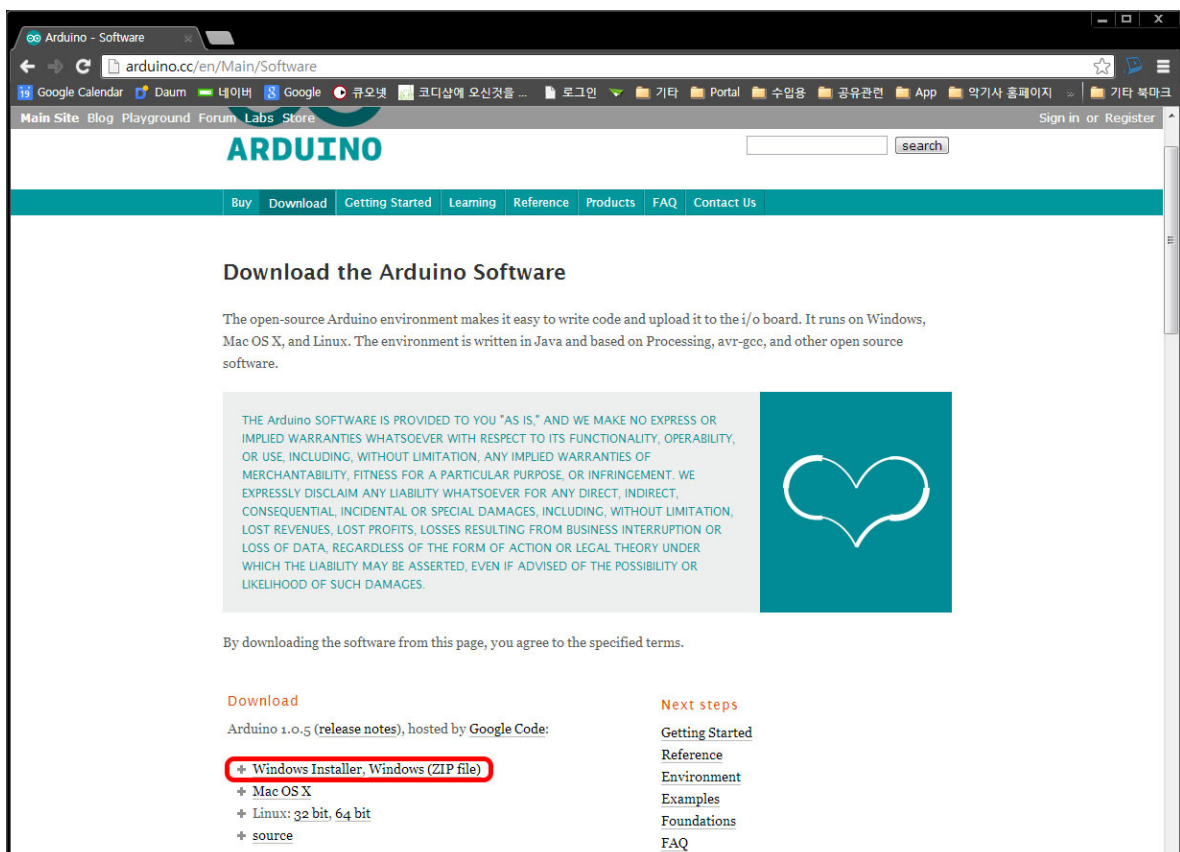 Arduino - Software
arduino.cc/en/Main/Software
19 Google Calendar Daum 네이버 8 Google 큐오넷 코디샵에 오신것을 ... 로그인 기타 Portal 수입용 공유관련 App 악기사 홈페이지 » 기타 북마크
Main Site Blog Playground Forum Labs Store Sign in or Register
ARDUINO
search
Buy Download Getting Started Learning Reference Products FAQ Contact Us
Download the Arduino Software
The open-source Arduino environment makes it easy to write code and upload it to the i/o board. It runs on Windows,
Mac OS X, and Linux. The environment is written in Java and based on Processing, avr-gcc, and other open source
software.
THE Arduino SOFTWARE IS PROVIDED TO YOU "AS IS," AND WE MAKE NO EXPRESS OR
IMPLIED WARRANTIES WHATSOEVER WITH RESPECT TO ITS FUNCTIONALITY, OPERABILITY,
OR USE, INCLUDING, WITHOUT LIMITATION, ANY IMPLIED WARRANTIES OF
MERCHANTABILITY, FITNESS FOR A PARTICULAR PURPOSE, OR INFRINGEMENT. WE
EXPRESSLY DISCLAIM ANY LIABILITY WHATSOEVER FOR ANY DIRECT, INDIRECT,
CONSEQUENTIAL, INCIDENTAL OR SPECIAL DAMAGES, INCLUDING, WITHOUT LIMITATION,
LOST REVENUES, LOST PROFITS, LOSSES RESULTING FROM BUSINESS INTERRUPTION OR
LOSS OF DATA, REGARDLESS OF THE FORM OF ACTION OR LEGAL THEORY UNDER
WHICH THE LIABILITY MAY BE ASSERTED, EVEN IF ADVISED OF THE POSSIBILITY OR
LIKELIHOOD OF SUCH DAMAGES.
By downloading the software from this page, you agree to the specified terms.
Download
Arduino 1.0.5 (release notes), hosted by Google Code:
Windows Installer, Windows (ZIP file)
Mac OS X
Linux: 32 bit, 64 bit
source
Next steps
Getting Started
Reference
Environment
Examples
Foundations
FAQ